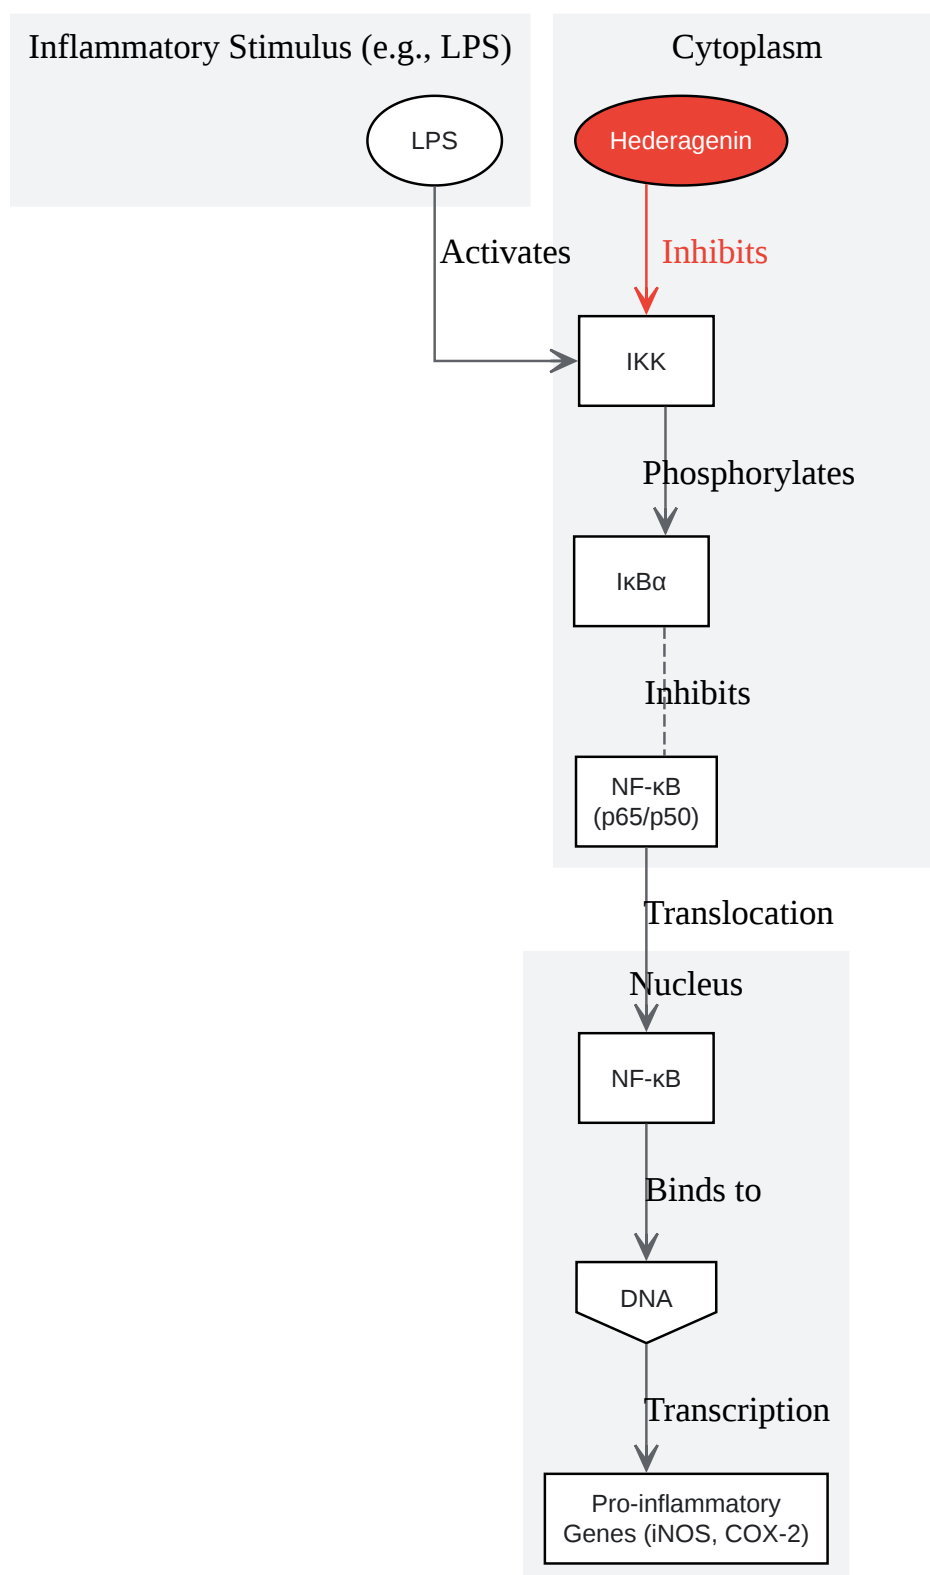 Inflammatory Stimulus (e.g., LPS)
Cytoplasm
LPS
Hederagenin
Activates
Inhibits
IKK
Phosphorylates
IκBα
Inhibits
NF-κB
(p65/p50)
Translocation
Nucleus
NF-κB
Binds to
DNA
Transcription
Pro-inflammatory
Genes (iNOS, COX-2)